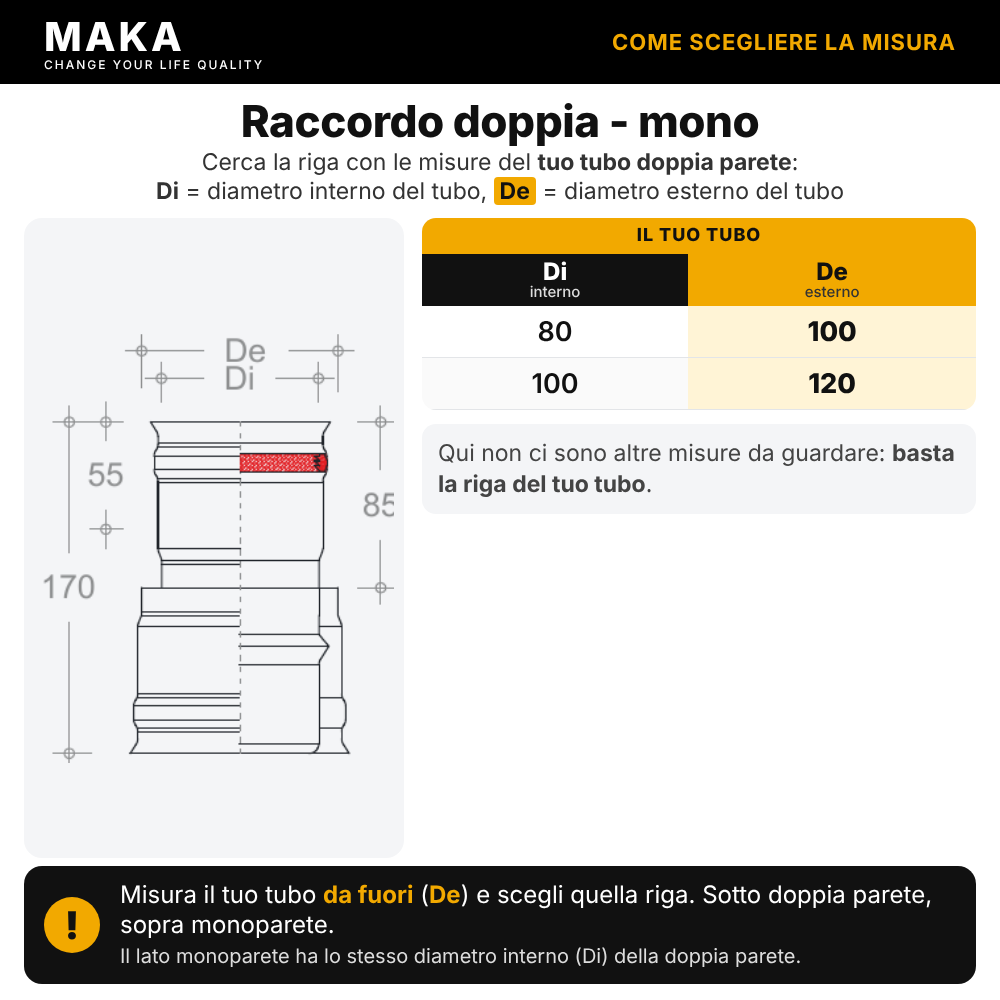 MAKA
CHANGE YOUR LIFE QUALITY
COME SCEGLIERE LA MISURA
Raccordo doppia - mono
Cerca la riga con le misure del tuo tubo doppia parete:
Di = diametro interno del tubo, De = diametro esterno del tubo
De
Di
55
85
170
IL TUO TUBO
Di De
interno esterno
80 100
100 120
Qui non ci sono altre misure da guardare: basta
la riga del tuo tubo.
! Misura il tuo tubo da fuori (De) e scegli quella riga. Sotto doppia parete,
sopra monoparete.
Il lato monoparete ha lo stesso diametro interno (Di) della doppia parete.